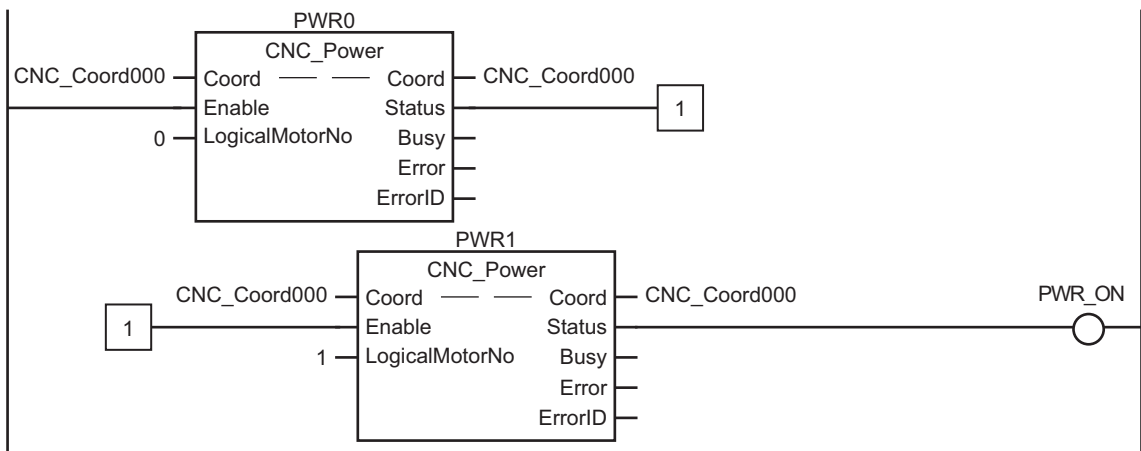 PWR0
CNC_Power
CNC_Coord000 Coord Coord CNC_Coord000
Enable Status 1
0 LogicalMotorNo Busy
Error
ErrorID
PWR1
CNC_Power
CNC_Coord000 Coord Coord CNC_Coord000 PWR_ON
1 Enable Status
1 LogicalMotorNo Busy
Error
ErrorID